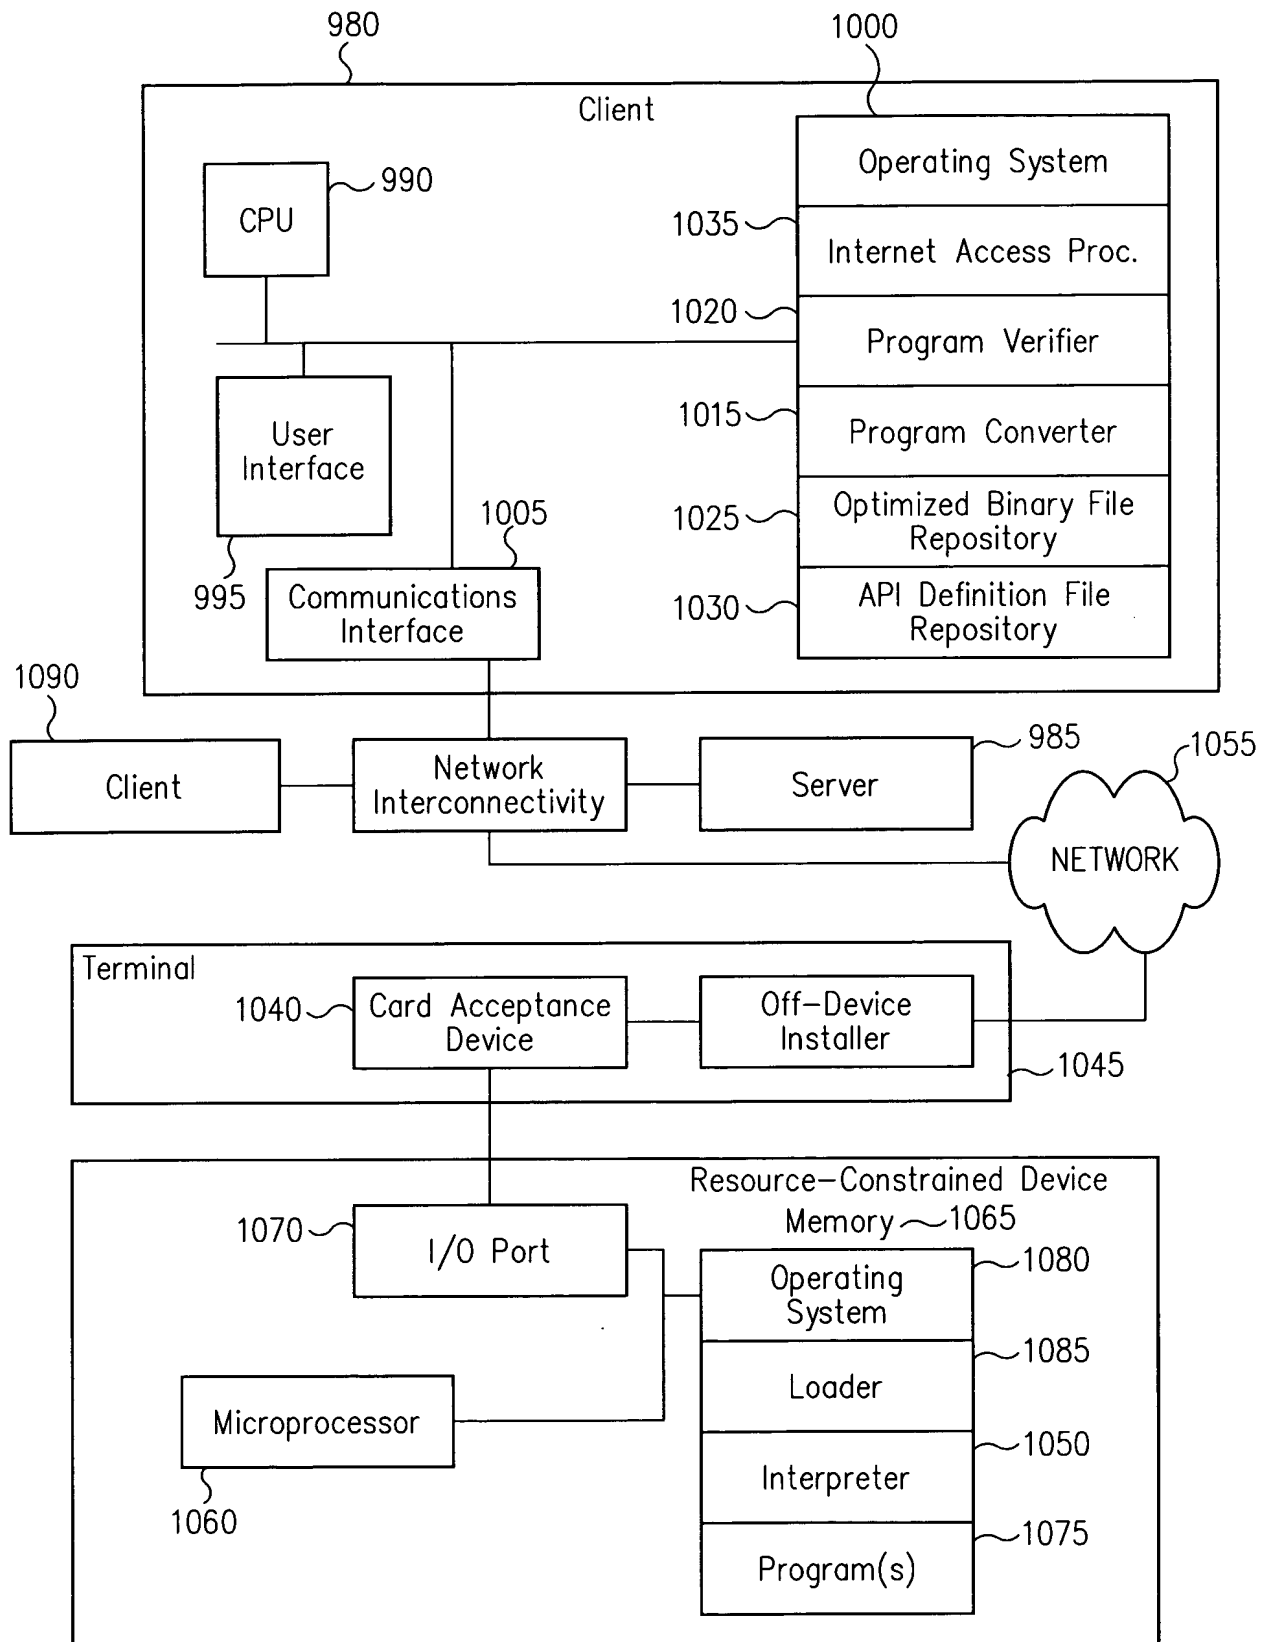 980
1000
Client
Operating System
990
CPU
1035
Internet Access Proc.
1020
Program Verifier
1015
Program Converter
User
Interface
1025
Optimized Binary File
Repository
1005
995
Communications
Interface
1030
API Definition File
Repository
1090
Client
Network
Interconnectivity
985
Server
1055
NETWORK
Terminal
1040
Card Acceptance
Device
Off-Device
Installer
1045
Resource-Constrained Device
Memory 1065
1070
I/O Port
1080
Operating
System
1085
Loader
Microprocessor
1060
1050
Interpreter
1075
Program(s)